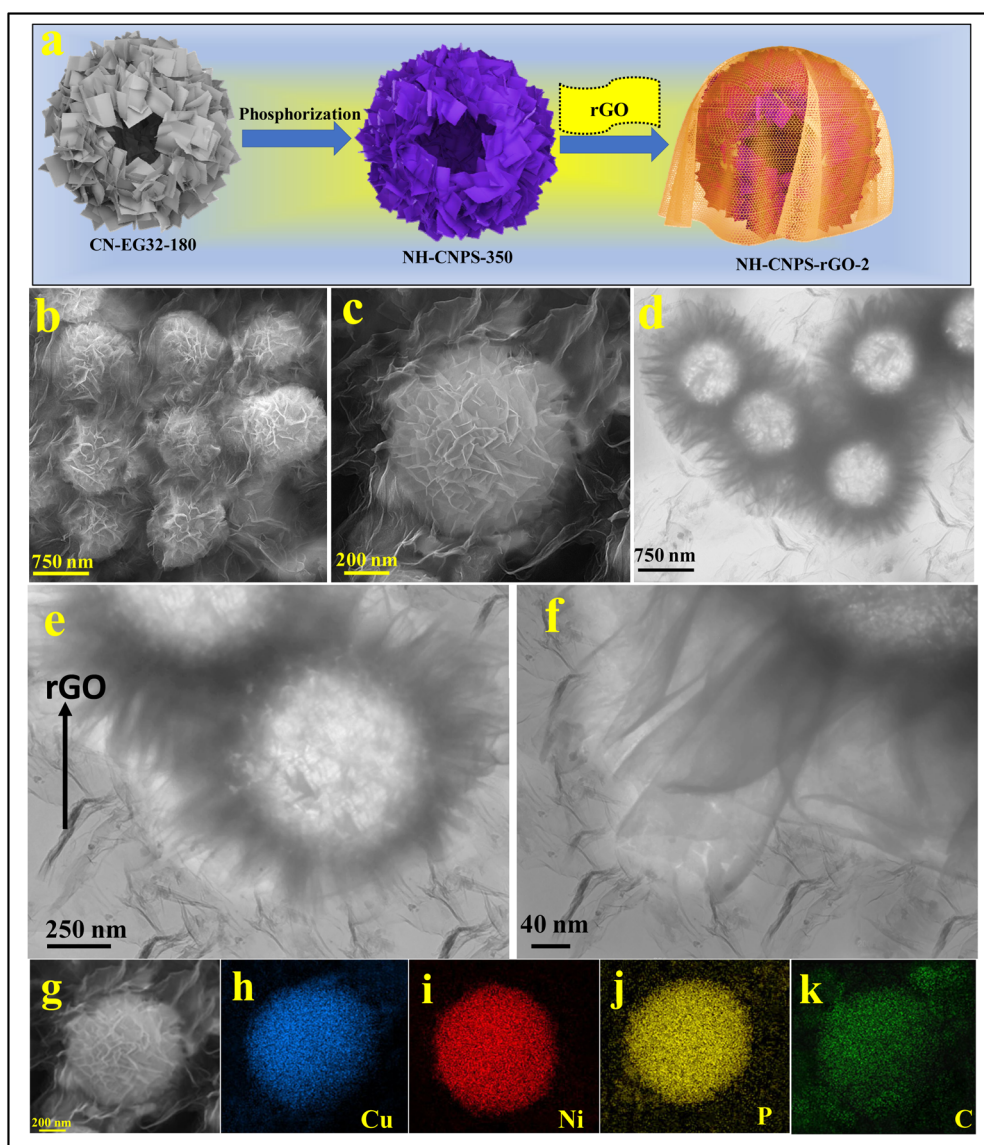 a
Phosphorization
rGO
CN-EG32-180
NH-CNPS-350
NH-CNPS-rGO-2
b
750 nm
c
200 nm
d
750 nm
e
rGO
250 nm
f
40 nm
g
200 nm
h
Cu
i
Ni
j
P
k
C